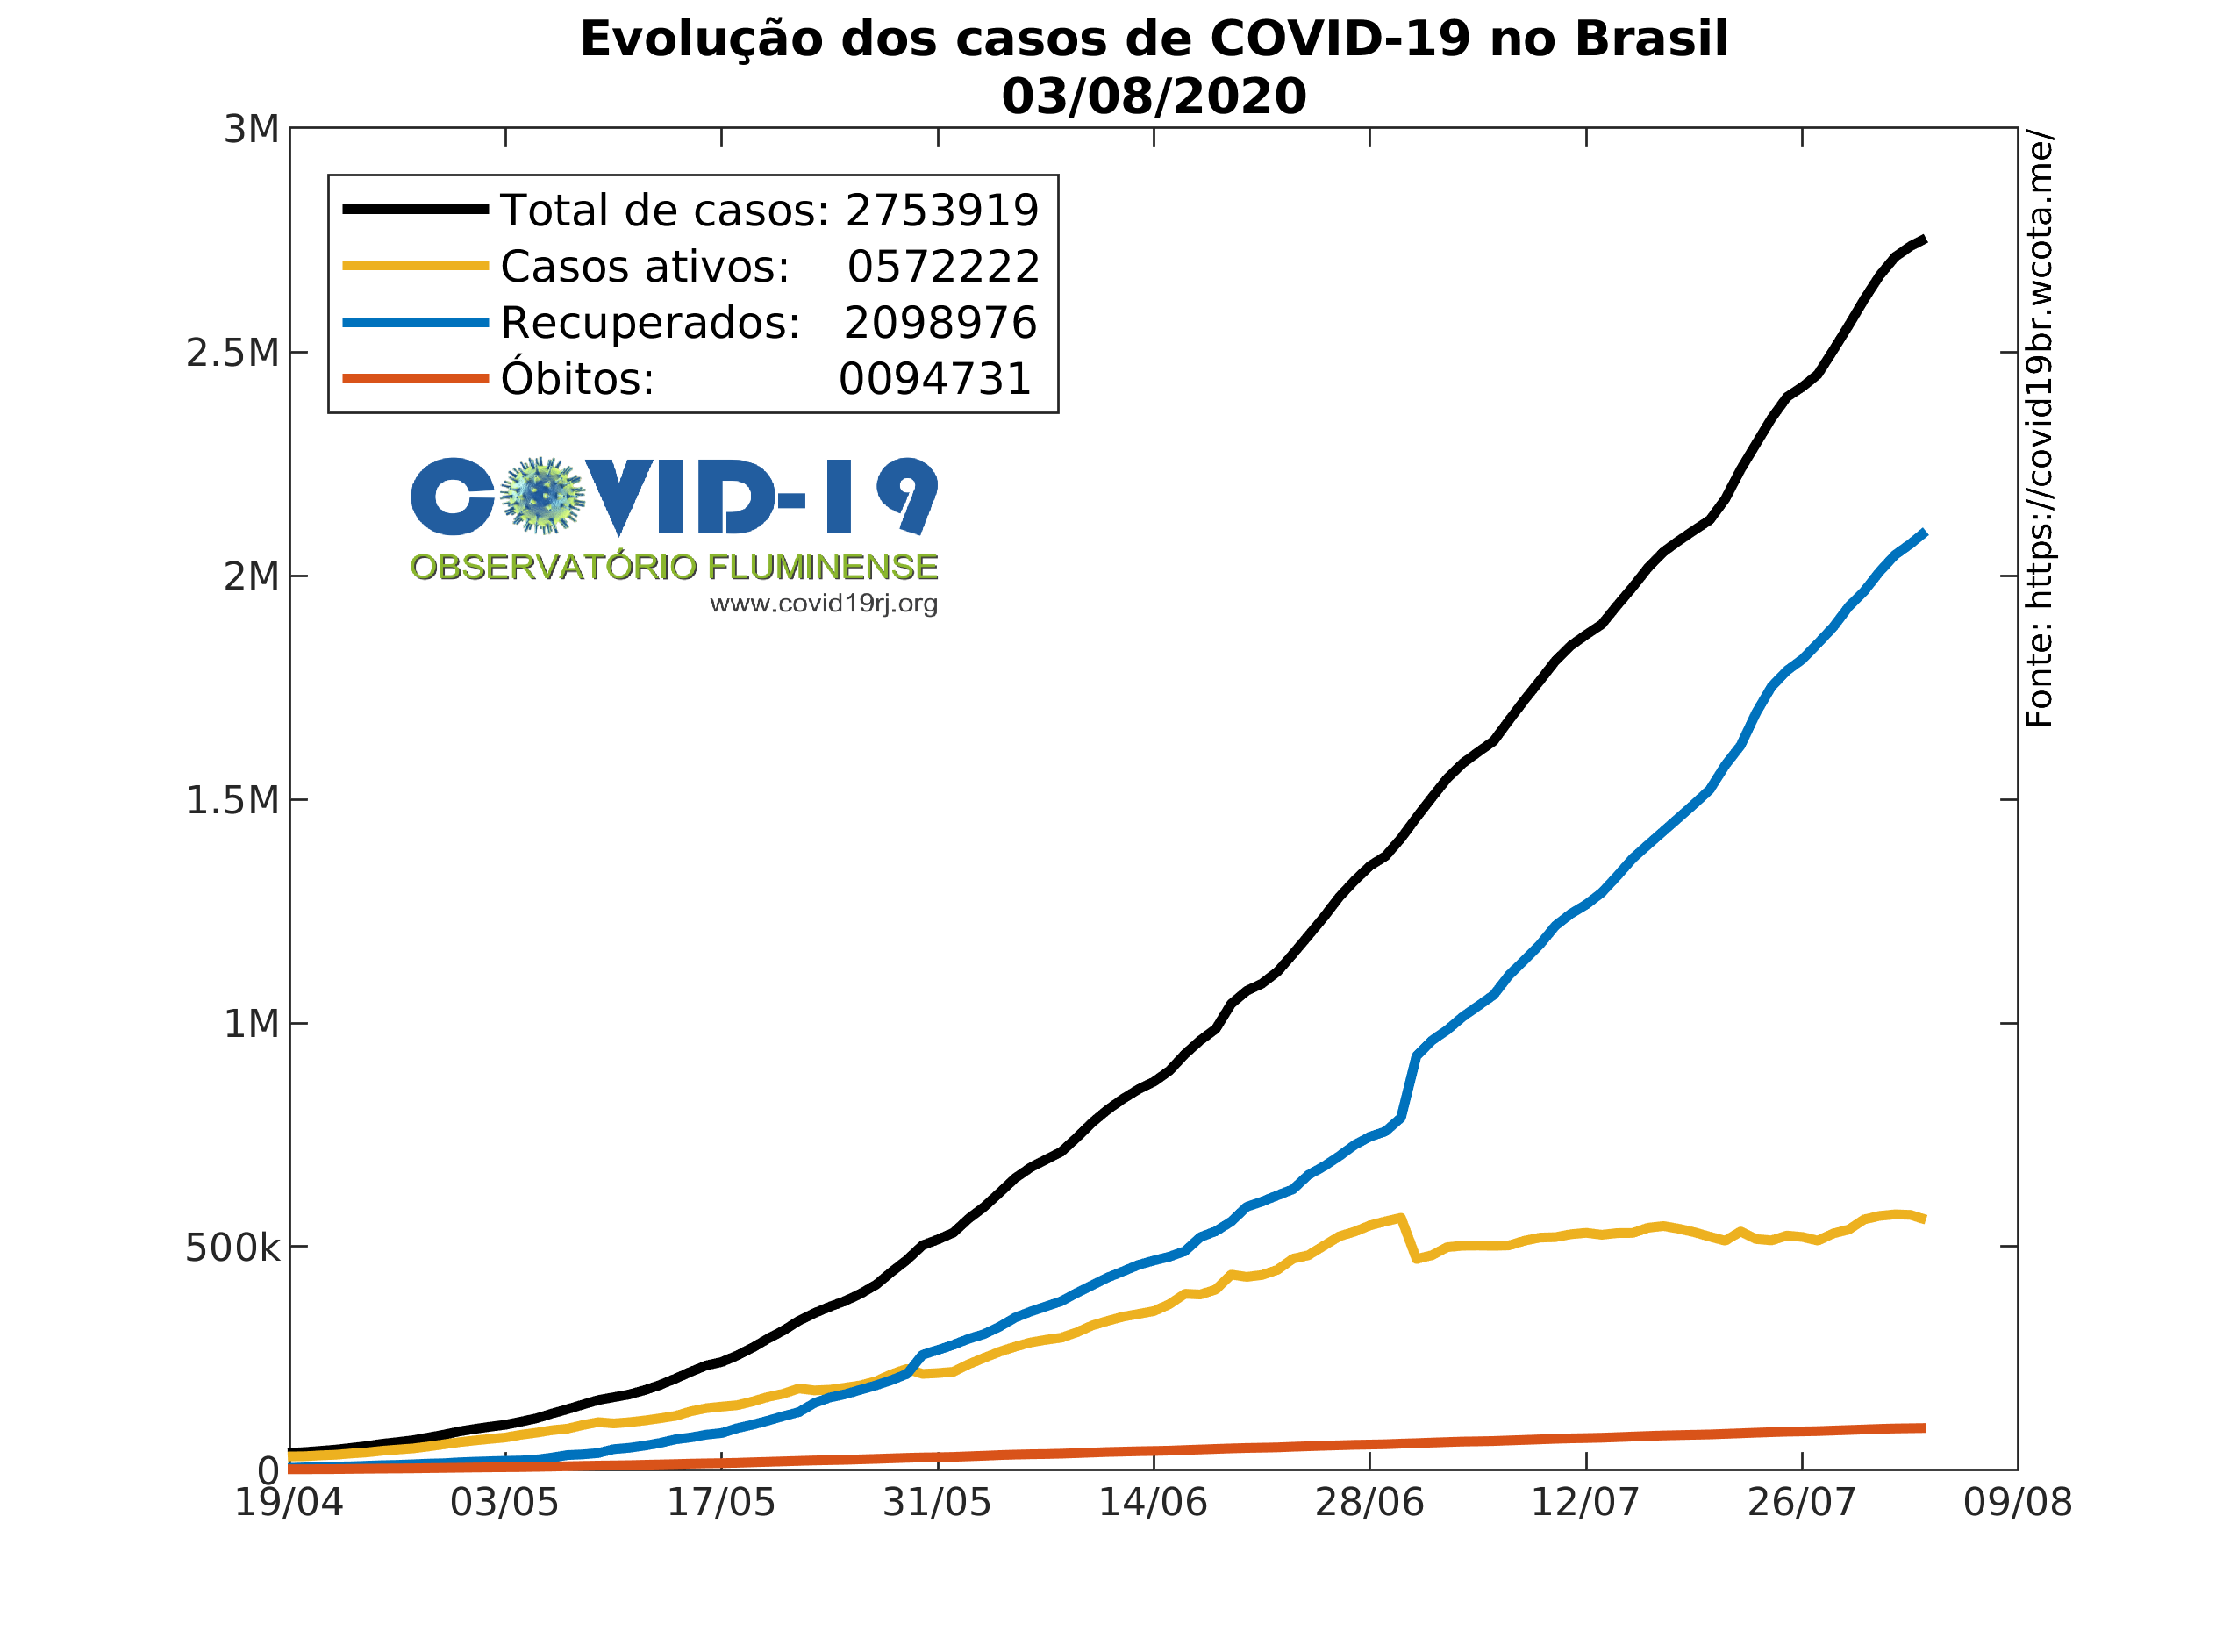 Evolução dos casos de COVID-19 no Brasil
03/08/2020
3M
2.5M
2M
1.5M
1M
500k
0
Total de casos: 2753919
Casos ativos: 0572222
Recuperados: 2098976
Óbitos: 0094731
COVID-19
OBSERVATÓRIO FLUMINENSE
www.covid19rj.org
Fonte: https://covid19br.wcota.me/
19/04 03/05 17/05 31/05 14/06 28/06 12/07 26/07 09/08